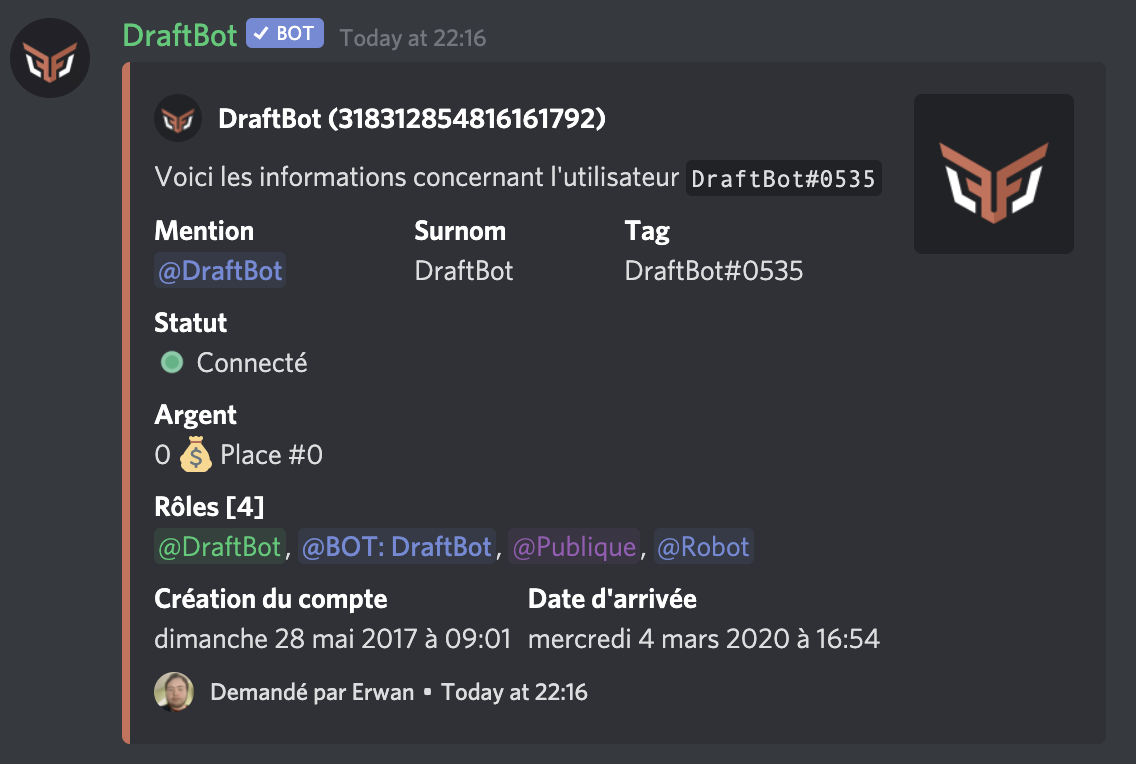 DraftBot ✓ BOT Today at 22:16
DraftBot (318312854816161792)
Voici les informations concernant l'utilisateur DraftBot#0535
Mention Surnom Tag
@DraftBot DraftBot DraftBot#0535
Statut
Connecté
Argent
0 💰 Place #0
Rôles [4]
@DraftBot, @BOT: DraftBot, @Publique, @Robot
Création du compte Date d'arrivée
dimanche 28 mai 2017 à 09:01 mercredi 4 mars 2020 à 16:54
Demandé par Erwan • Today at 22:16